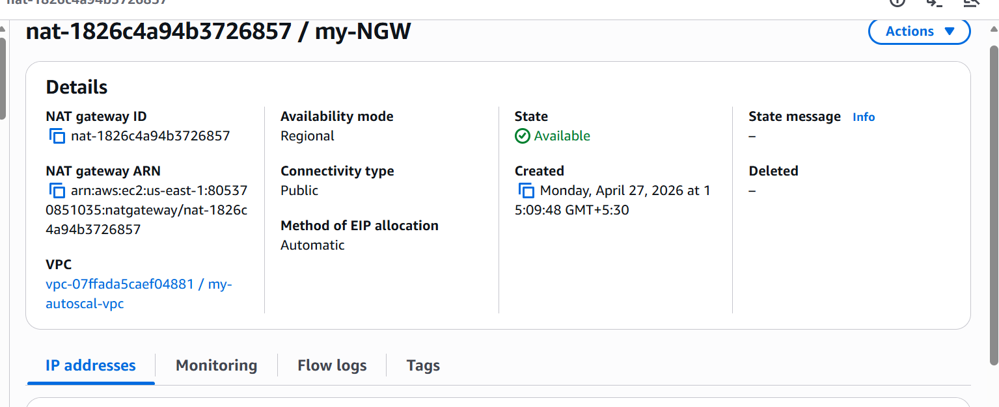 nat-1826c4a94b3726857
nat-1826c4a94b3726857 / my-NGW
Actions
Details
NAT gateway ID
nat-1826c4a94b3726857
NAT gateway ARN
arn:aws:ec2:us-east-1:80537
0851035:natgateway/nat-1826c
4a94b3726857
VPC
vpc-07ffada5caef04881 / my-
autoscal-vpc
Availability mode
Regional
Connectivity type
Public
Method of EIP allocation
Automatic
State
Available
Created
Monday, April 27, 2026 at 1
5:09:48 GMT+5:30
State message Info
–
Deleted
–
IP addresses
Monitoring
Flow logs
Tags